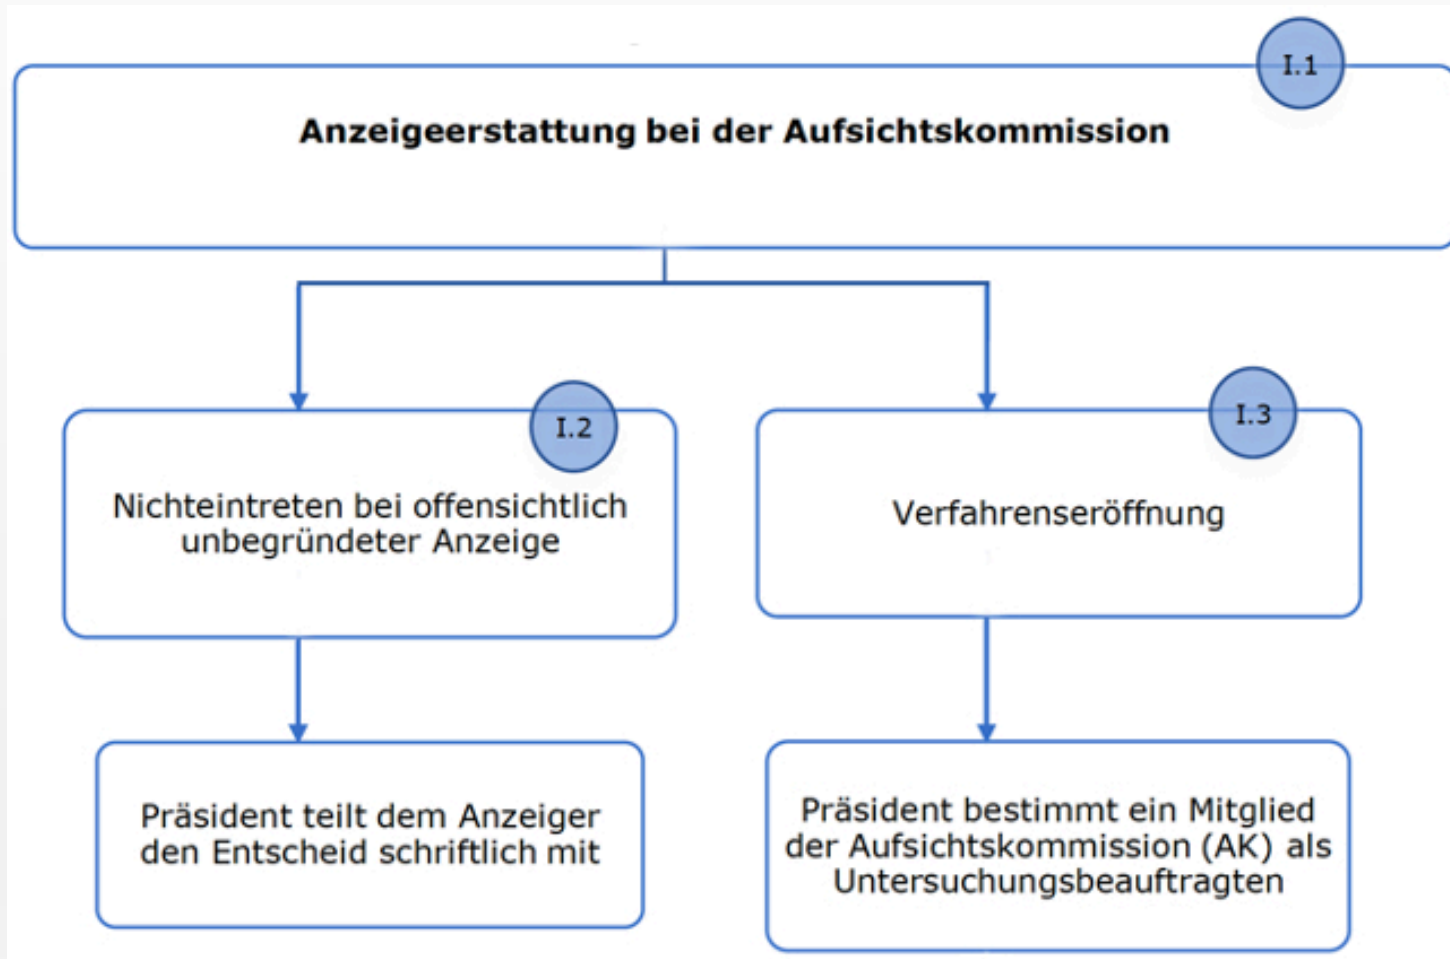 I.1
Anzeigeerstattung bei der Aufsichtskommission
I.2
Nichteintreten bei offensichtlich
unbegründeter Anzeige
I.3
Verfahrenseröffnung
Präsident teilt dem Anzeiger
den Entscheid schriftlich mit
Präsident bestimmt ein Mitglied
der Aufsichtskommission (AK) als
Untersuchungsbeauftragten